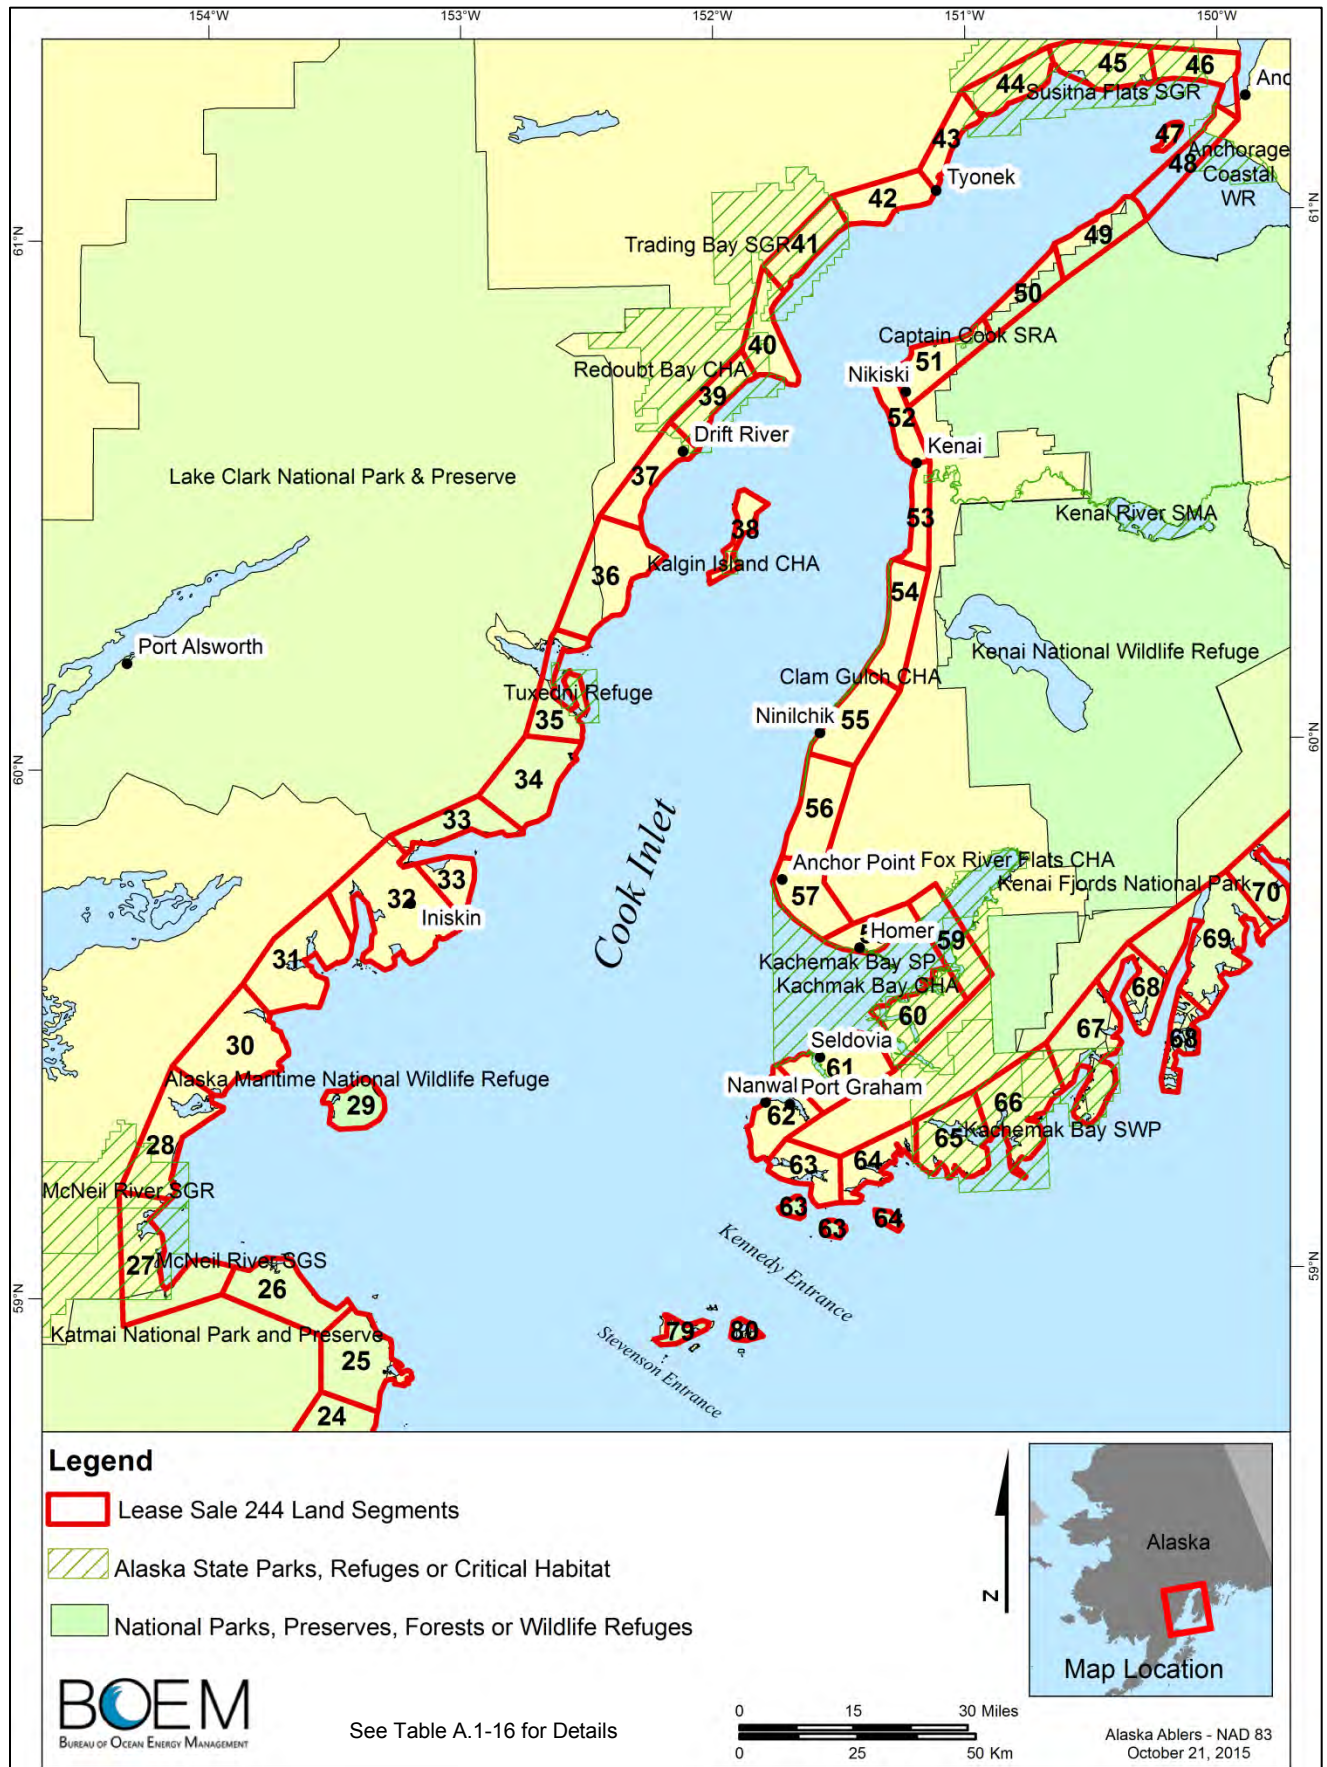 154°W
153°W
152°W
151°W
150°W
45
46
44
Susitna Flats SGR
Anc
43
47
48
Anchorage
Coastal
WR
Tyonek
42
61°N
61°N
Trading Bay SGR
41
49
50
Captain Cook SRA
40
51
Redoubt Bay CHA
Nikiski
39
52
Drift River
Kenai
Lake Clark National Park & Preserve
37
53
Kenai River SMA
38
Kalgin Island CHA
36
54
Port Alsworth
Kenai National Wildlife Refuge
Clam Gulch CHA
Tuxedni Refuge
35
Ninilchik
55
60°N
60°N
34
56
33
Cook Inlet
Anchor Point
Fox River Flats CHA
33
Kenai Fjords National Park
70
32
57
Iniskin
Homer
59
69
31
Kachemak Bay SP
Kachmak Bay CHA
68
60
67
30
Seldovia
68
61
Alaska Maritime National Wildlife Refuge
Nanwal
Port Graham
29
62
66
Kachemak Bay SWP
28
65
63
64
McNeil River SGR
63
64
63
McNeil River SGS
27
Kennedy Entrance
26
59°N
59°N
Katmai National Park and Preserve
79
80
25
Stevenson Entrance
24
Legend
Lease Sale 244 Land Segments
Alaska State Parks, Refuges or Critical Habitat
National Parks, Preserves, Forests or Wildlife Refuges
N
Alaska
Map Location
BOEM
BUREAU OF OCEAN ENERGY MANAGEMENT
See Table A.1-16 for Details
0 15 30 Miles
0 25 50 Km
Alaska Ablers - NAD 83
October 21, 2015